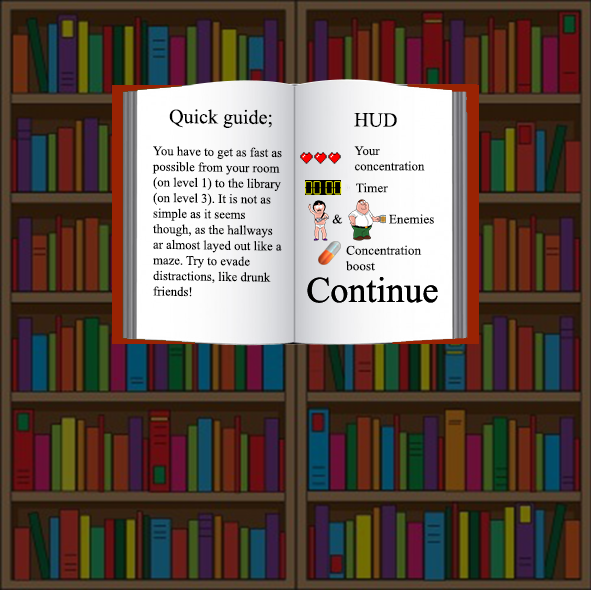 Quick guide;
You have to get as fast as
possible from your room
(on level 1) to the library
(on level 3). It is not as
simple as it seems
though, as the hallways
ar almost layed out like a
maze. Try to evade
distractions, like drunk
friends!
HUD
Your
concentration
00:00 Timer
& Enemies
Concentration
boost
Continue